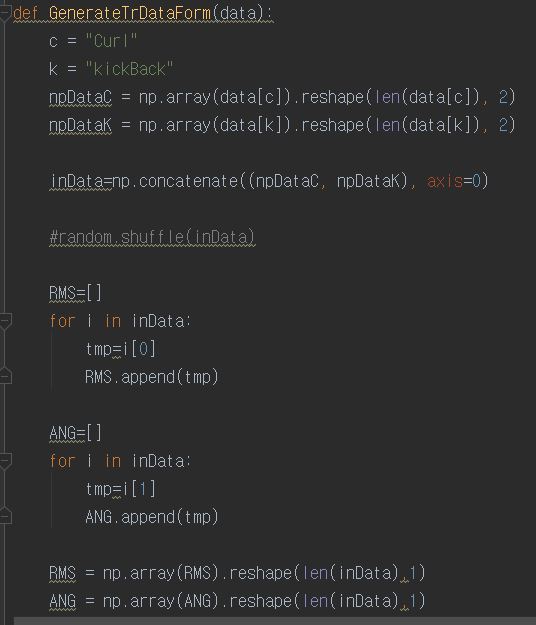 def GenerateTrDataForm(data):
    c = "Curl"
    k = "kickBack"
    npDataC = np.array(data[c]).reshape(len(data[c]), 2)
    npDataK = np.array(data[k]).reshape(len(data[k]), 2)
    inData=np.concatenate((npDataC, npDataK), axis=0)
    #random.shuffle(inData)
    RMS=[]
    for i in inData:
        tmp=i[0]
        RMS.append(tmp)
    ANG=[]
    for i in inData:
        tmp=i[1]
        ANG.append(tmp)
    RMS = np.array(RMS).reshape(len(inData),1)
    ANG = np.array(ANG).reshape(len(inData),1)